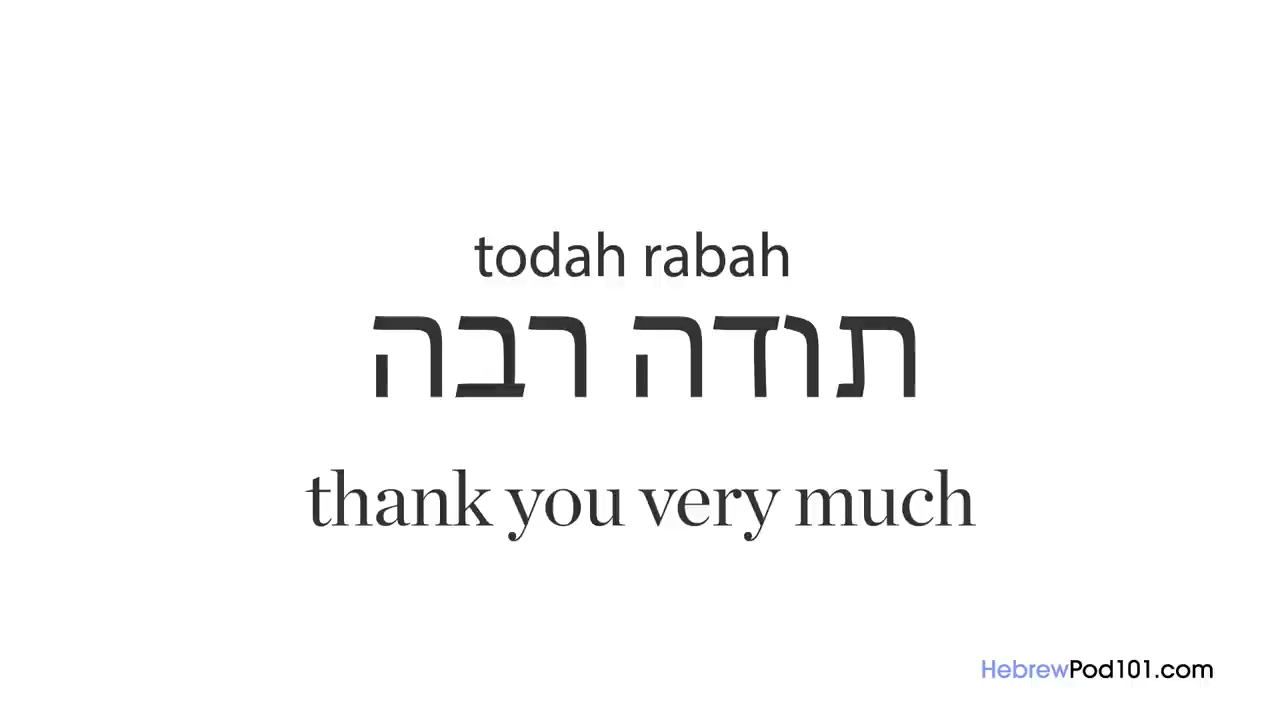 todah rabah
תודה רבה
thank you very much
HebrewPod101.com